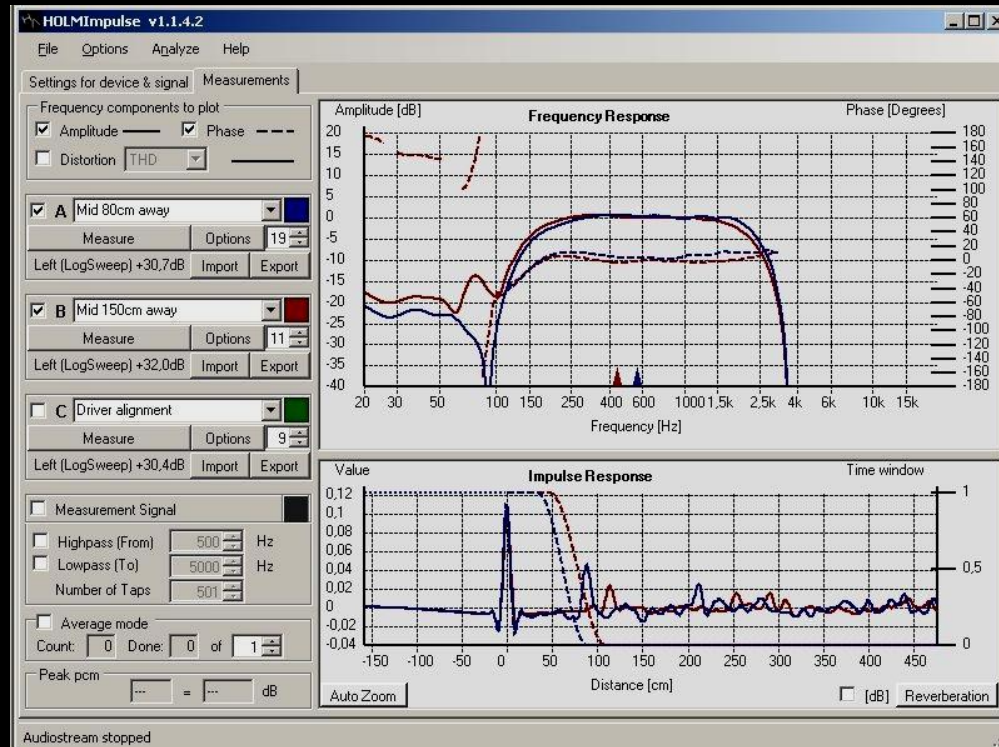 HOLMImpulse v1.1.4.2
File Options Analyze Help
Settings for device & signal Measurements
Frequency components to plot
Amplitude Phase
Distortion THD
A Mid 80cm away
Measure Options 19
Left (LogSweep) +30,7dB Import Export
B Mid 150cm away
Measure Options 11
Left (LogSweep) +32,0dB Import Export
C Driver alignment
Measure Options 9
Left (LogSweep) +30,4dB Import Export
Measurement Signal
Highpass (From) 500 Hz
Lowpass (To) 5000 Hz
Number of Taps 501
Average mode
Count: 0 Done: 0 of 1
Peak pcm
--- = --- dB
Amplitude [dB] Frequency Response Phase [Degrees]
20 180
15 160
10 140
5 120
0 100
-5 80
-10 60
-15 40
-20 20
-25 0
-30 -20
-35 -40
-40 -60
-80
-100
-120
-140
-160
-180
20 30 50 100 150 250 400 600 1000 1,5k 2,5k 4k 6k 10k 15k
Frequency [Hz]
Value Impulse Response Time window
0,12 1
0,11
0,08
0,06
0,04 0,5
0,02
0
-0,02
-0,04 0
-150 -100 -50 0 50 100 150 200 250 300 350 400 450
Distance [cm]
Auto Zoom [dB] Reverberation
Audiostream stopped